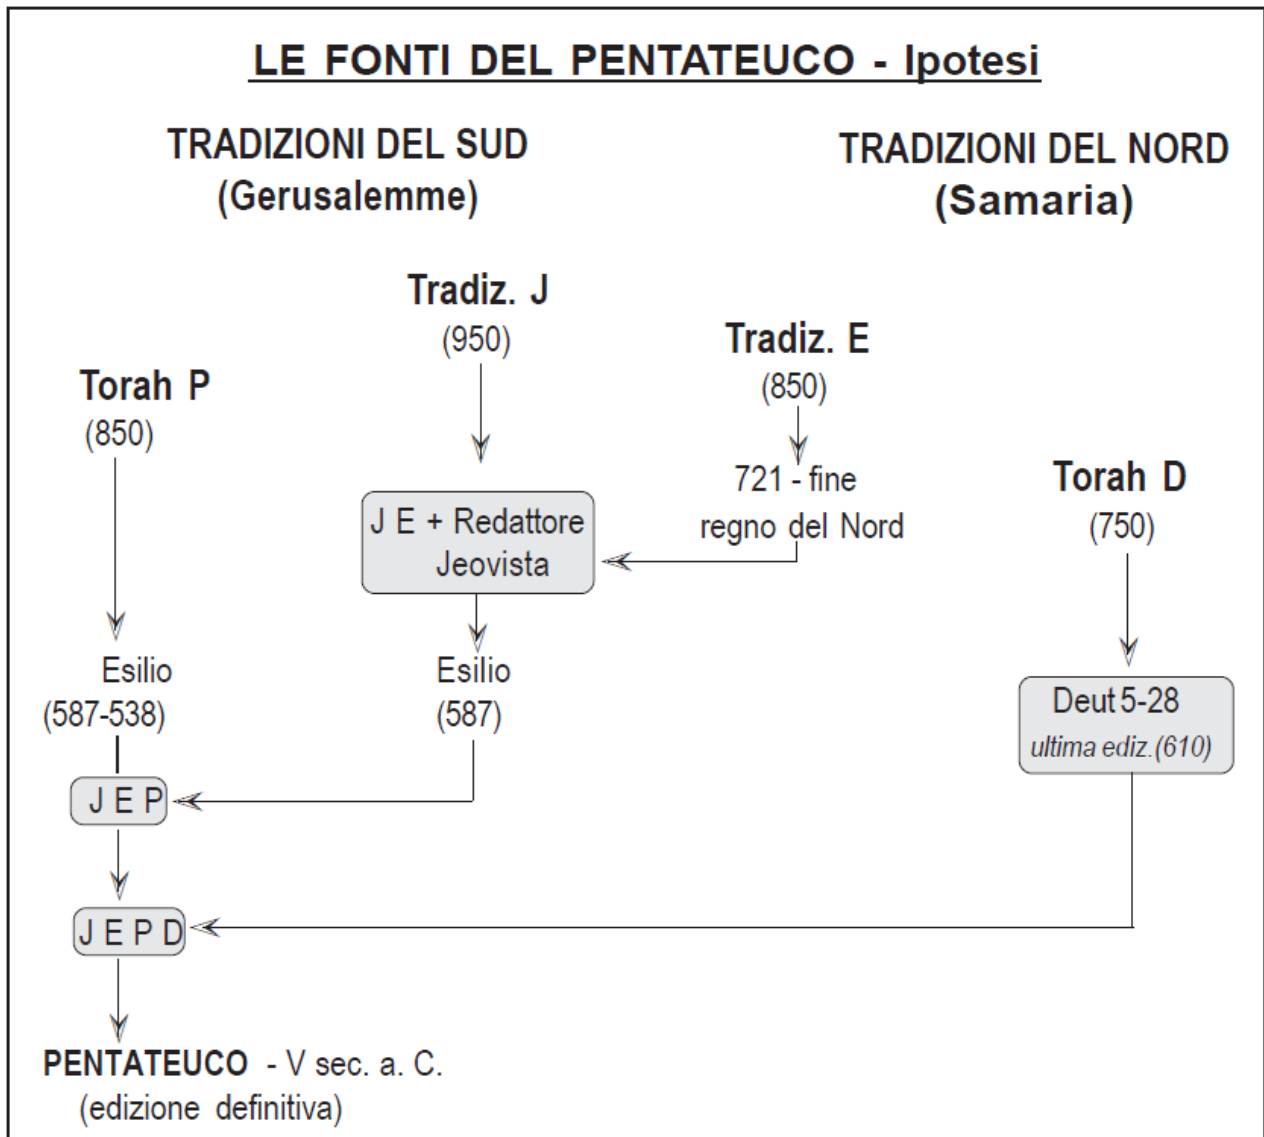 LE FONTI DEL PENTATEUCO - Ipotesi
TRADIZIONI DEL SUD
(Gerusalemme)
TRADIZIONI DEL NORD
(Samaria)
Tradiz. J
(950)
Tradiz. E
(850)
Torah P
(850)
721 - fine
regno del Nord
Torah D
(750)
J E + Redattore
Jeovista
Esilio
(587-538)
Esilio
(587)
Deut 5-28
ultima ediz.(610)
J E P
J E P D
PENTATEUCO - V sec. a. C.
(edizione definitiva)